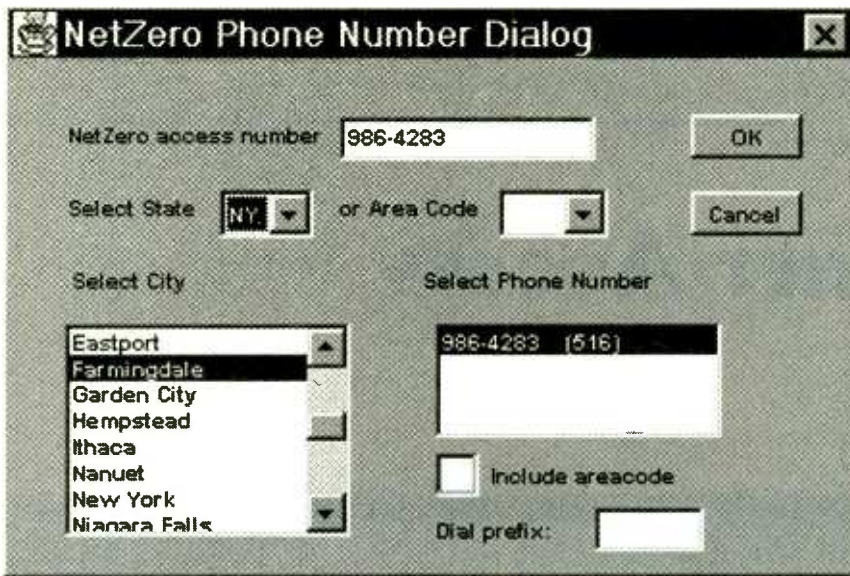 NetZero Phone Number Dialog
NetZero access number 986-4283 OK
Select State NY or Area Code Cancel
Select City Select Phone Number
Eastport
Farmingdale
Garden City
Hempstead
Ithaca
Nanuet
New York
Niagara Falls
986-4283 (516)
Include areacode
Dial prefix: